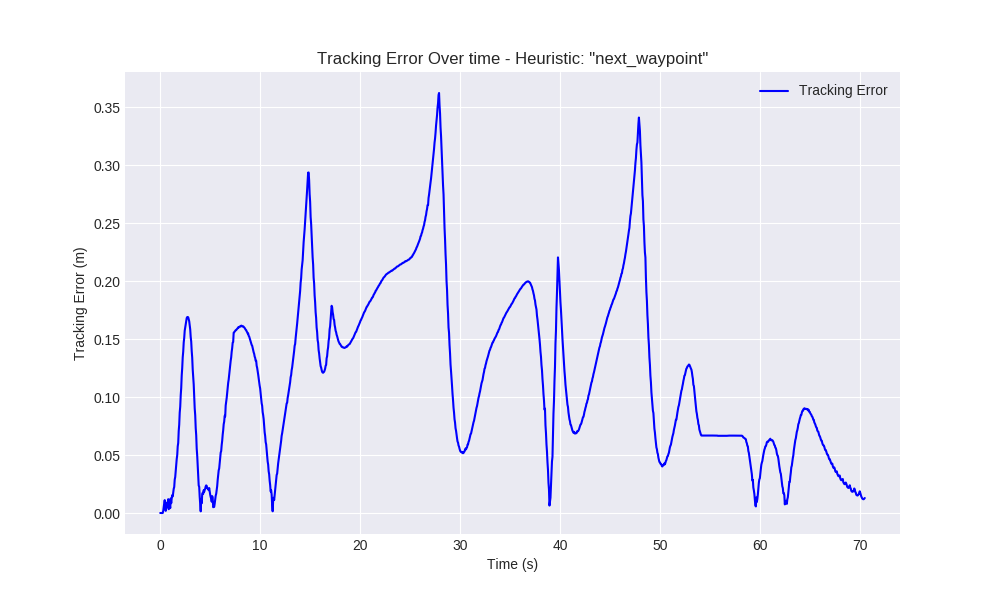 Tracking Error Over time - Heuristic: "next_waypoint"
Tracking Error
0.35
0.30
0.25
0.20
0.15
0.10
0.05
0.00
Tracking Error (m)
0 10 20 30 40 50 60 70
Time (s)